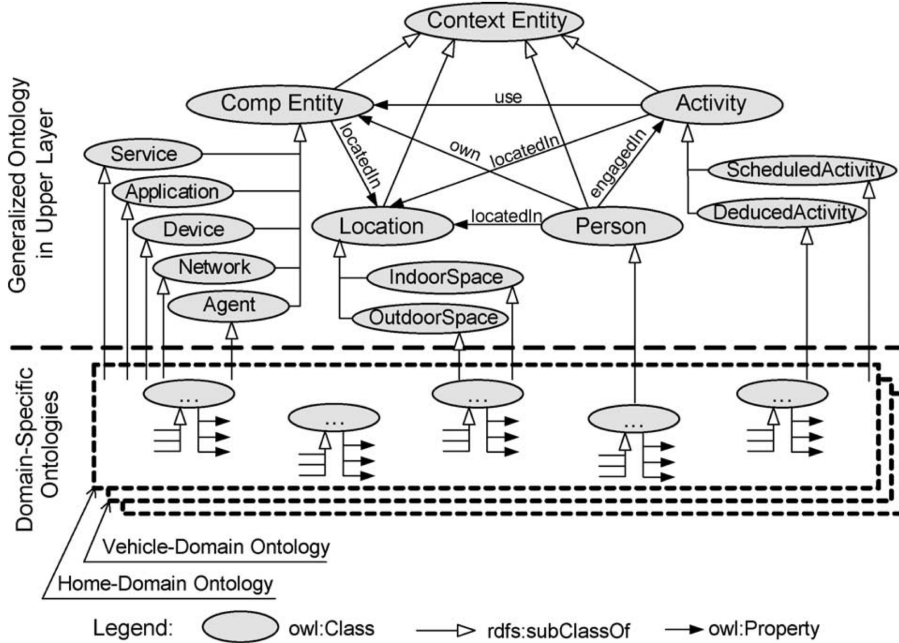 Context Entity
Generalized Ontology
in Upper Layer
Comp Entity
use
Activity
locatedIn
own
locatedIn
engagedIn
Service
Application
Device
Network
Agent
Location
locatedIn
Person
ScheduledActivity
DeducedActivity
IndoorSpace
OutdoorSpace
Domain-Specific
Ontologies
...
...
...
...
...
Vehicle-Domain Ontology
Home-Domain Ontology
Legend: owl:Class rdfs:subClassOf owl:Property